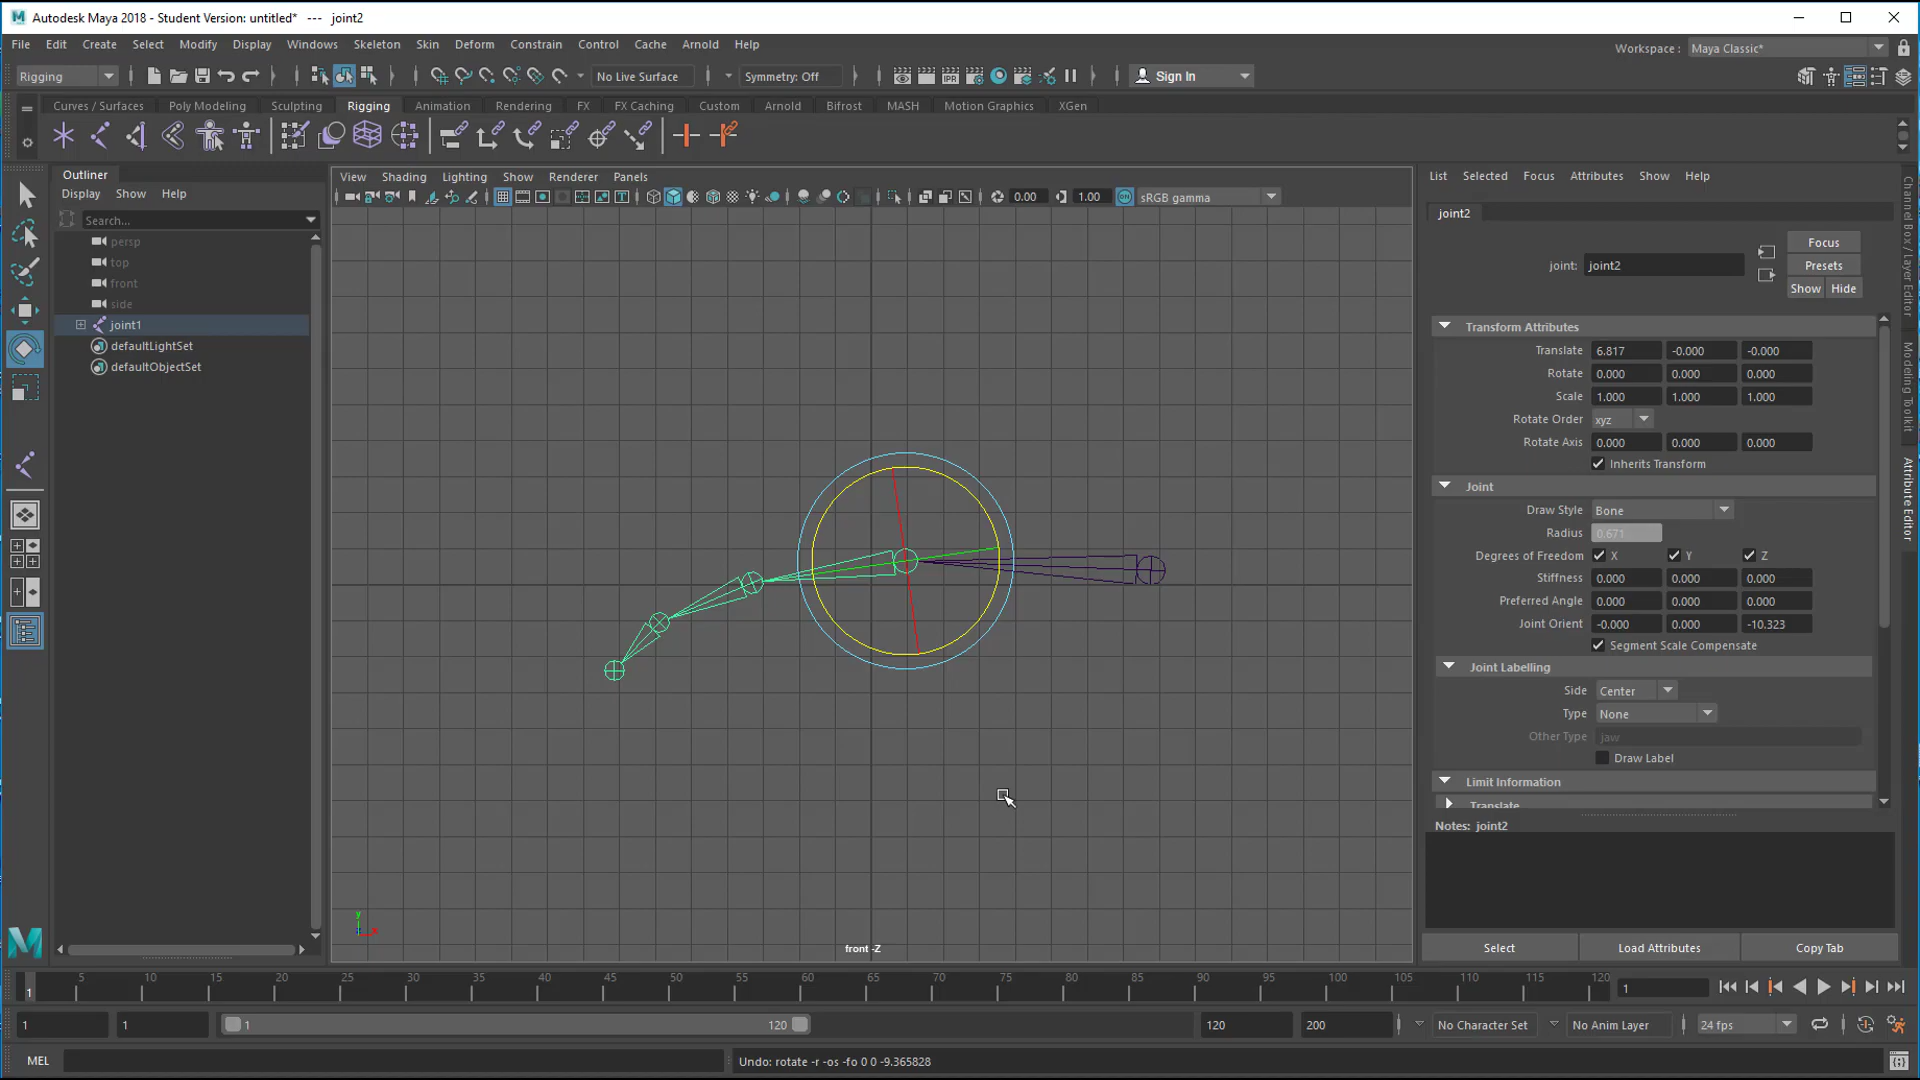 Autodesk Maya 2018 - Student Version: untitled*   ---   joint2
File Edit Create Select Modify Display Windows Skeleton Skin Deform Constrain Control Cache Arnold Help
Workspace : Maya Classic*
Rigging No Live Surface Symmetry: Off Sign In
Curves / Surfaces Poly Modeling Sculpting Rigging Animation Rendering FX FX Caching Custom Arnold Bifrost MASH Motion Graphics XGen
IPR
Outliner
Display Show Help
Search...
persp
top
front
side
joint1
defaultLightSet
defaultObjectSet
View Shading Lighting Show Renderer Panels
0.00 1.00 sRGB gamma
y
x
front -Z
List Selected Focus Attributes Show Help
joint2
joint: joint2
Focus
Presets
Show Hide
Transform Attributes
Translate 6.817 -0.000 -0.000
Rotate 0.000 0.000 0.000
Scale 1.000 1.000 1.000
Rotate Order xyz
Rotate Axis 0.000 0.000 0.000
Inherits Transform
Joint
Draw Style Bone
Radius 0.671
Degrees of Freedom X Y Z
Stiffness 0.000 0.000 0.000
Preferred Angle 0.000 0.000 0.000
Joint Orient -0.000 0.000 -10.323
Segment Scale Compensate
Joint Labelling
Side Center
Type None
Other Type jaw
Draw Label
Limit Information
Translate
Notes: joint2
Select Load Attributes Copy Tab
Channel Box / Layer Editor
Modeling Toolkit
Attribute Editor
5 10 15 20 25 30 35 40 45 50 55 60 65 70 75 80 85 90 95 100 105 110 115 120
1 1
1 1 1 120 120 200 No Character Set No Anim Layer 24 fps
MEL Undo: rotate -r -os -fo 0 0 -9.365828